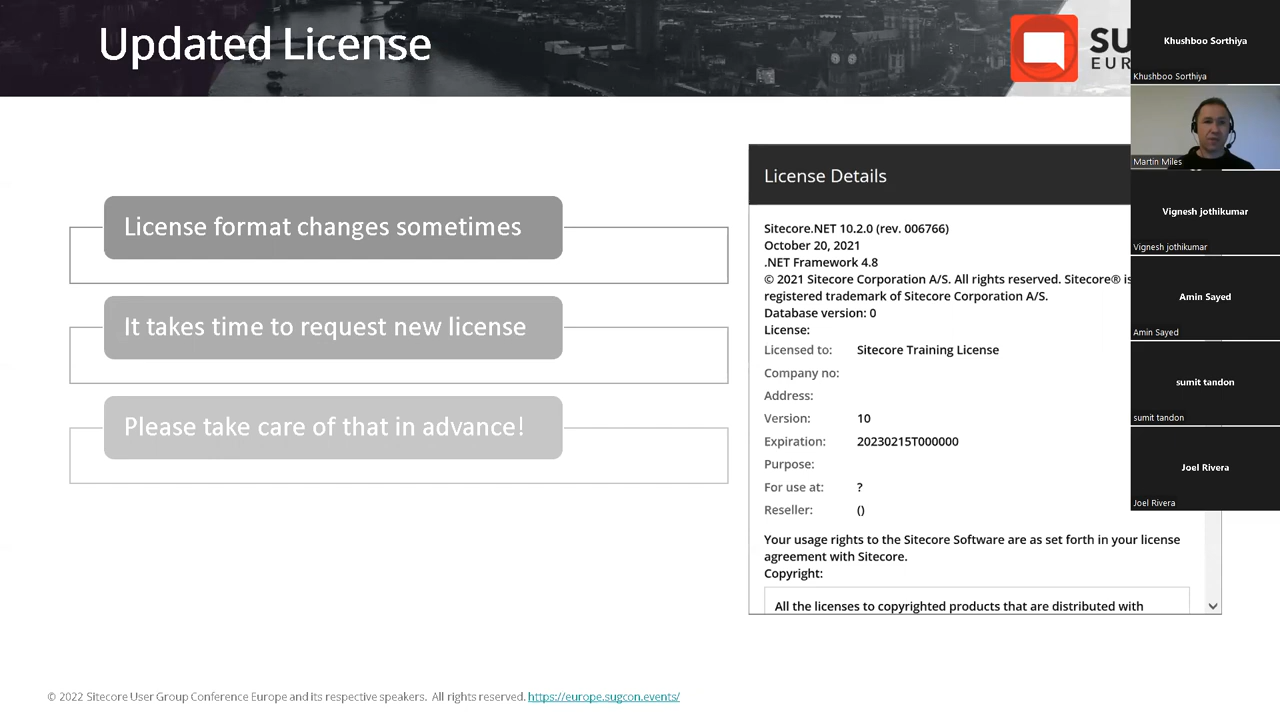 Updated License
SU
EUR
License format changes sometimes
It takes time to request new license
Please take care of that in advance!
License Details
Sitecore.NET 10.2.0 (rev. 006766)
October 20, 2021
.NET Framework 4.8
© 2021 Sitecore Corporation A/S. All rights reserved. Sitecore® is
registered trademark of Sitecore Corporation A/S.
Database version: 0
License:
Licensed to: Sitecore Training License
Company no:
Address:
Version: 10
Expiration: 20230215T000000
Purpose:
For use at: ?
Reseller: ()
Your usage rights to the Sitecore Software are as set forth in your license
agreement with Sitecore.
Copyright:
All the licenses to copyrighted products that are distributed with
Khushboo Sorthiya
Khushboo Sorthiya
Martin Miles
Vignesh jothikumar
Vignesh jothikumar
Amin Sayed
Amin Sayed
sumit tandon
sumit tandon
Joel Rivera
Joel Rivera
© 2022 Sitecore User Group Conference Europe and its respective speakers. All rights reserved. https://europe.sugcon.events/